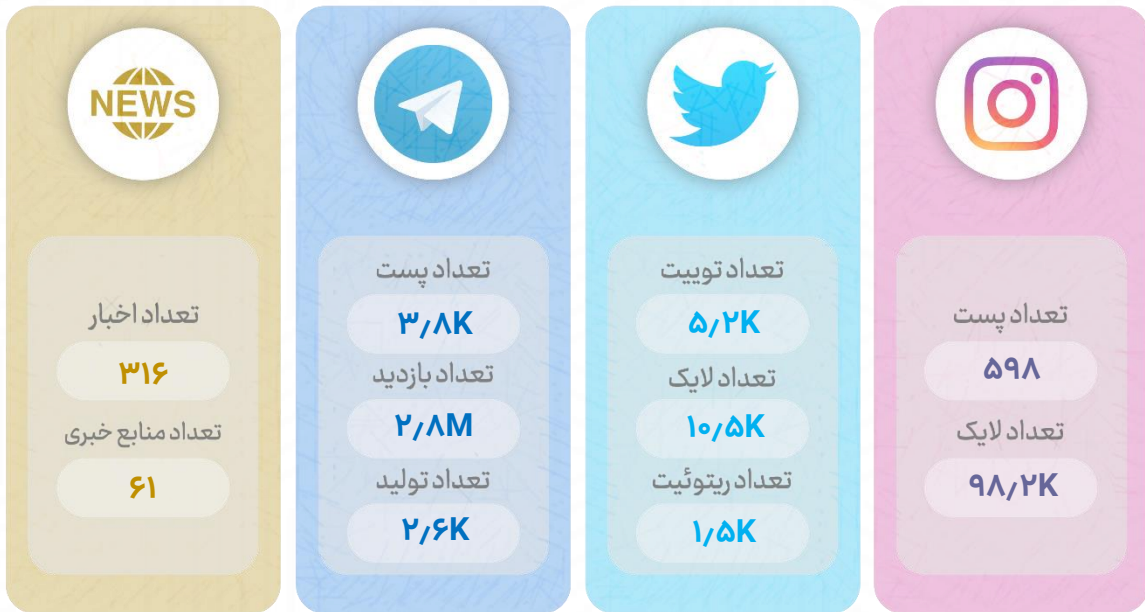 تعداد پست
۵۹۸
تعداد لایک
۹۸٫۲K
تعداد توییت
۵٫۲K
تعداد لایک
۱۰٫۵K
تعداد ریتوئیت
۱٫۵K
تعداد پست
۳٫۸K
تعداد بازدید
۲٫۸M
تعداد تولید
۲٫۶K
NEWS
تعداد اخبار
۳۱۶
تعداد منابع خبری
۶۱